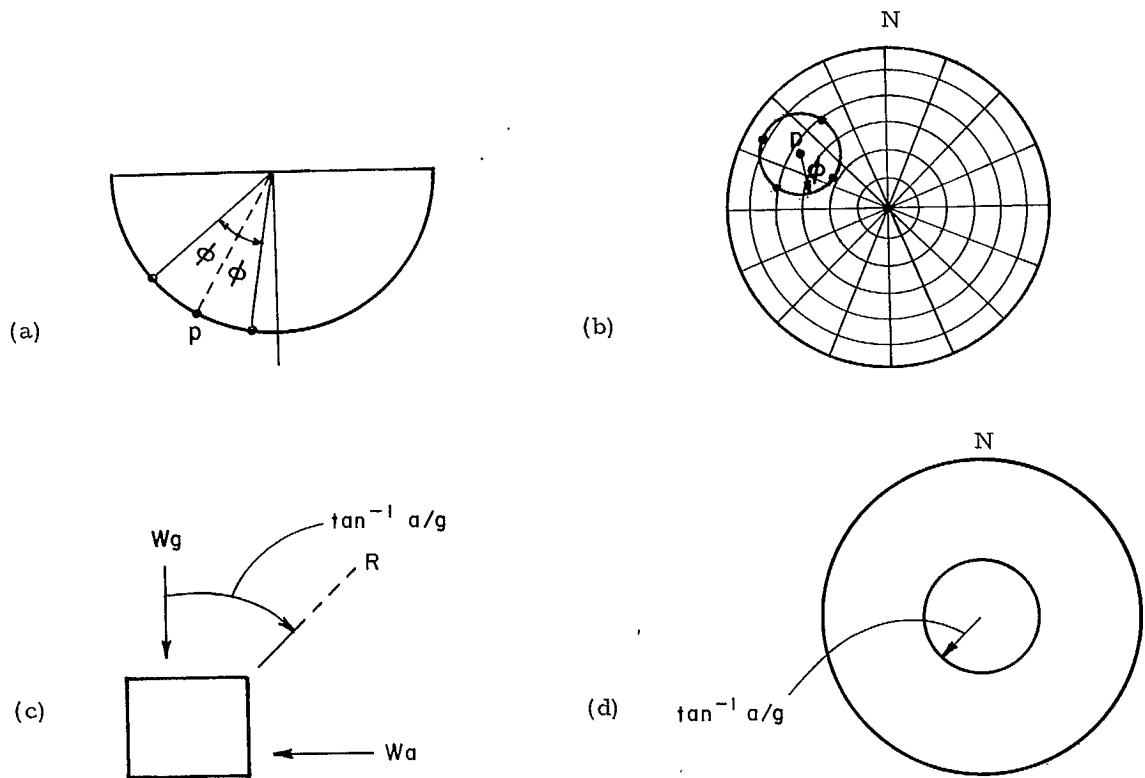 N
p
φ
φ φ
p
(a)
(b)
N
tan⁻¹ a/g
Wg
R
(c)
Wa
(d)
tan⁻¹ a/g